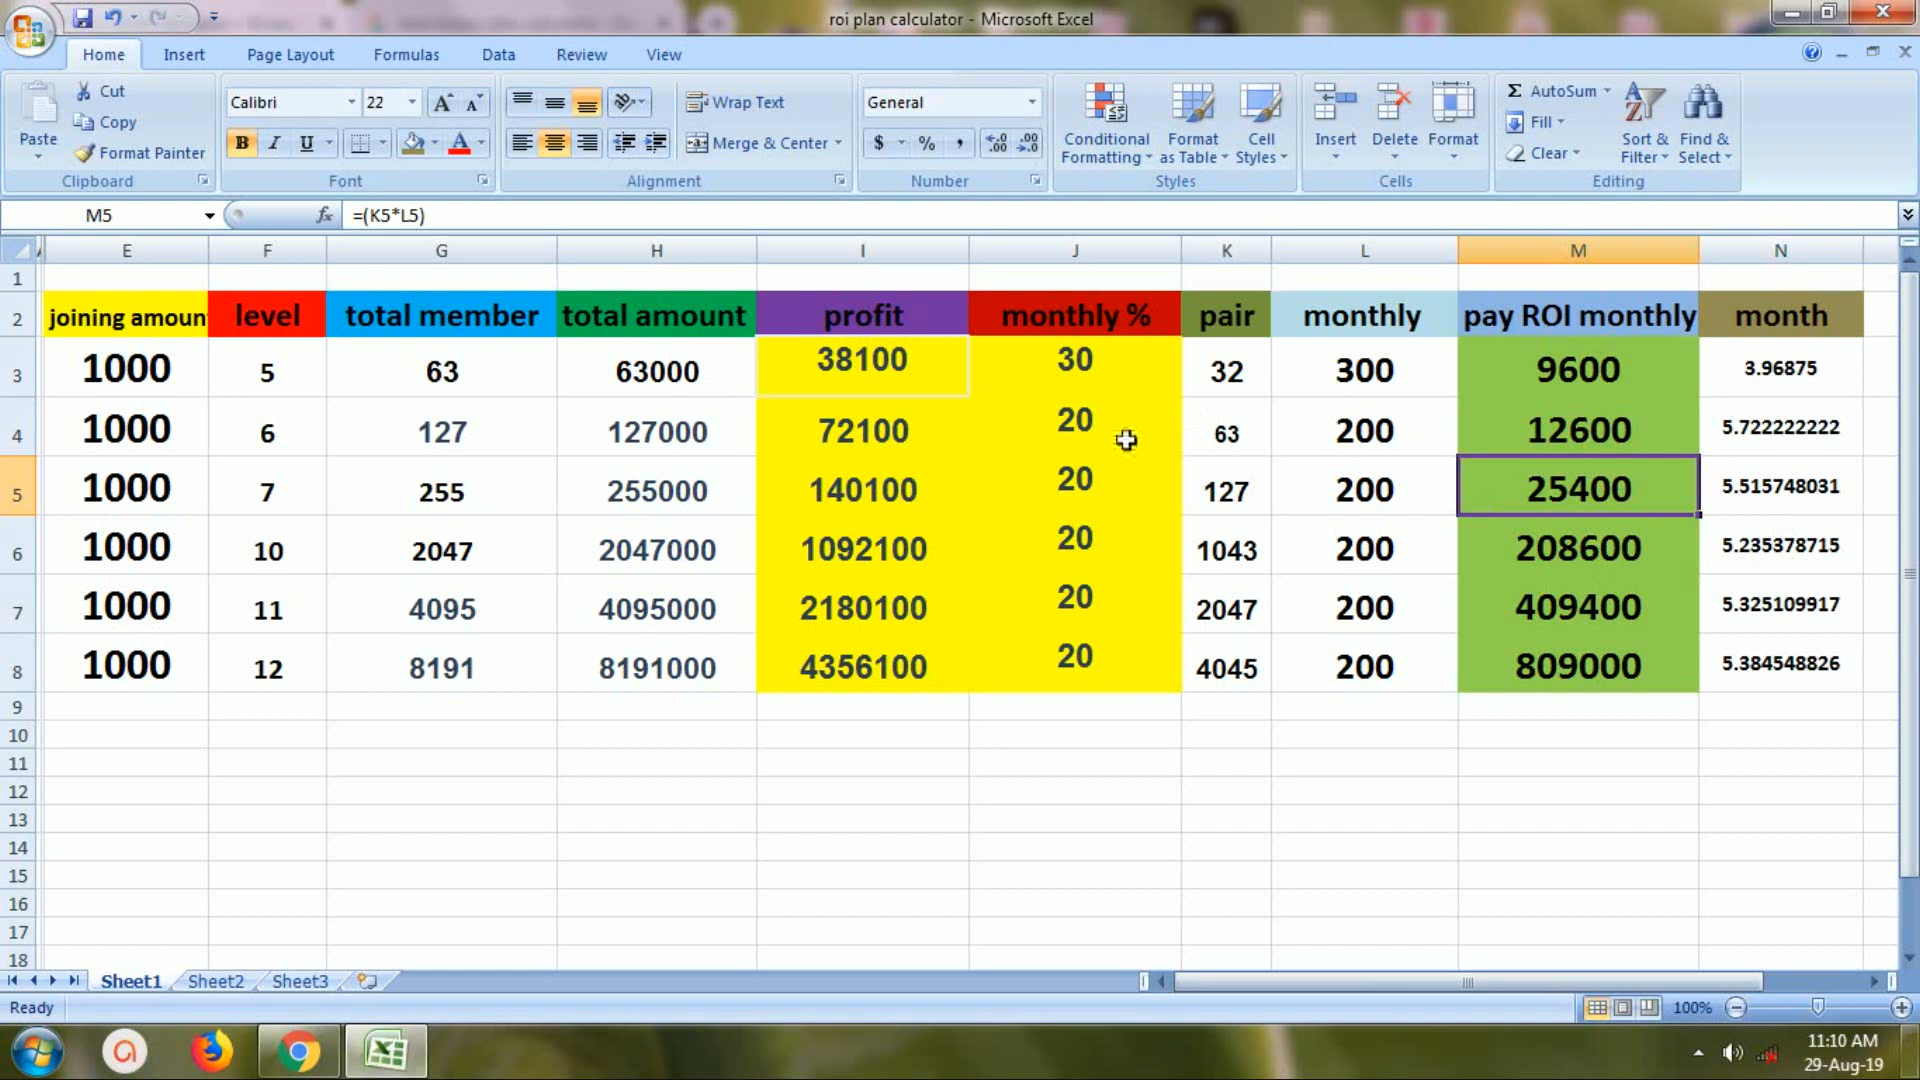 roi plan calculator - Microsoft Excel
Home Insert Page Layout Formulas Data Review View
Paste
Cut
Copy
Format Painter
Clipboard
Calibri 22
B I U
Font
Wrap Text
Merge & Center
Alignment
General
$ % ,
Number
Conditional Formatting
Format as Table
Cell Styles
Styles
Insert Delete Format
Cells
Σ AutoSum
Fill
Clear
Sort & Filter
Find & Select
Editing
M5 fx =(K5*L5)
E F G H I J K L M N
1
2 joining amoun level total member total amount profit monthly % pair monthly pay ROI monthly month
3 1000 5 63 63000 38100 30 32 300 9600 3.96875
4 1000 6 127 127000 72100 20 63 200 12600 5.722222222
5 1000 7 255 255000 140100 20 127 200 25400 5.515748031
6 1000 10 2047 2047000 1092100 20 1043 200 208600 5.235378715
7 1000 11 4095 4095000 2180100 20 2047 200 409400 5.325109917
8 1000 12 8191 8191000 4356100 20 4045 200 809000 5.384548826
9
10
11
12
13
14
15
16
17
18
Sheet1 Sheet2 Sheet3
Ready 100%
11:10 AM
29-Aug-19